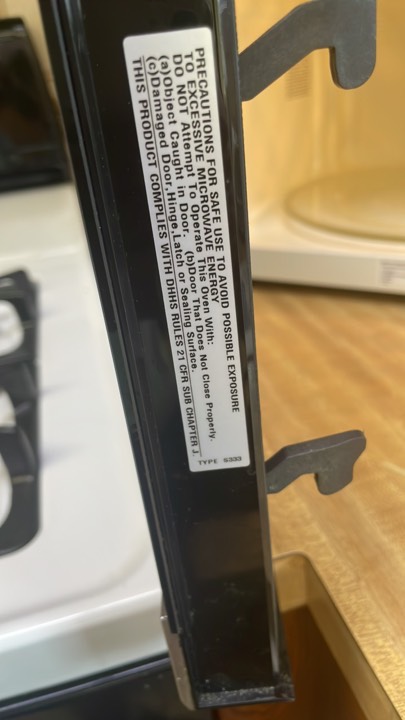 PRECAUTIONS FOR SAFE USE TO AVOID POSSIBLE EXPOSURE
TO EXCESSIVE MICROWAVE ENERGY
DO NOT Attempt To Operate This Oven With:
(a)Object Caught in Door. (b)Door That Does Not Close Properly.
(c)Damaged Door,Hinge,Latch or Sealing Surface.
THIS PRODUCT COMPLIES WITH DHHS RULES 21 CFR SUB CHAPTER J.
TYPE S333